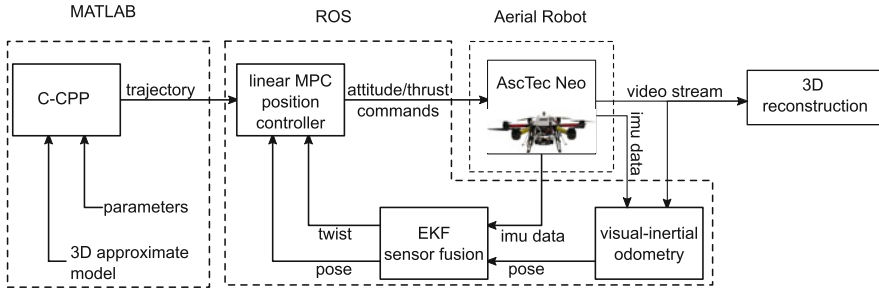 MATLAB
ROS
Aerial Robot
C-CPP
trajectory
linear MPC
position
controller
attitude/thrust
commands
AscTec Neo
video stream
3D
reconstruction
imu data
parameters
3D approximate
model
twist
pose
EKF
sensor fusion
imu data
pose
visual-inertial
odometry